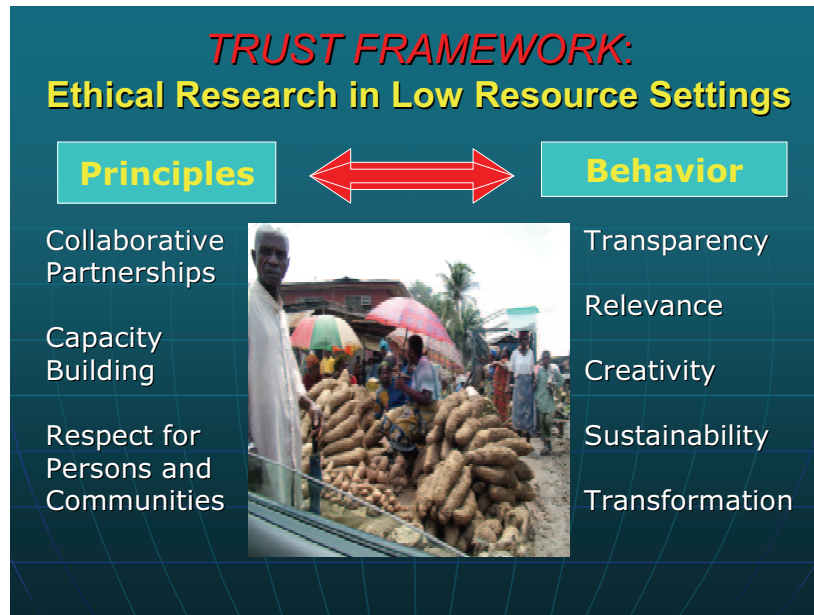 TRUST FRAMEWORK:
Ethical Research in Low Resource Settings
Principles
Collaborative
Partnerships
Capacity
Building
Respect for
Persons and
Communities
Behavior
Transparency
Relevance
Creativity
Sustainability
Transformation